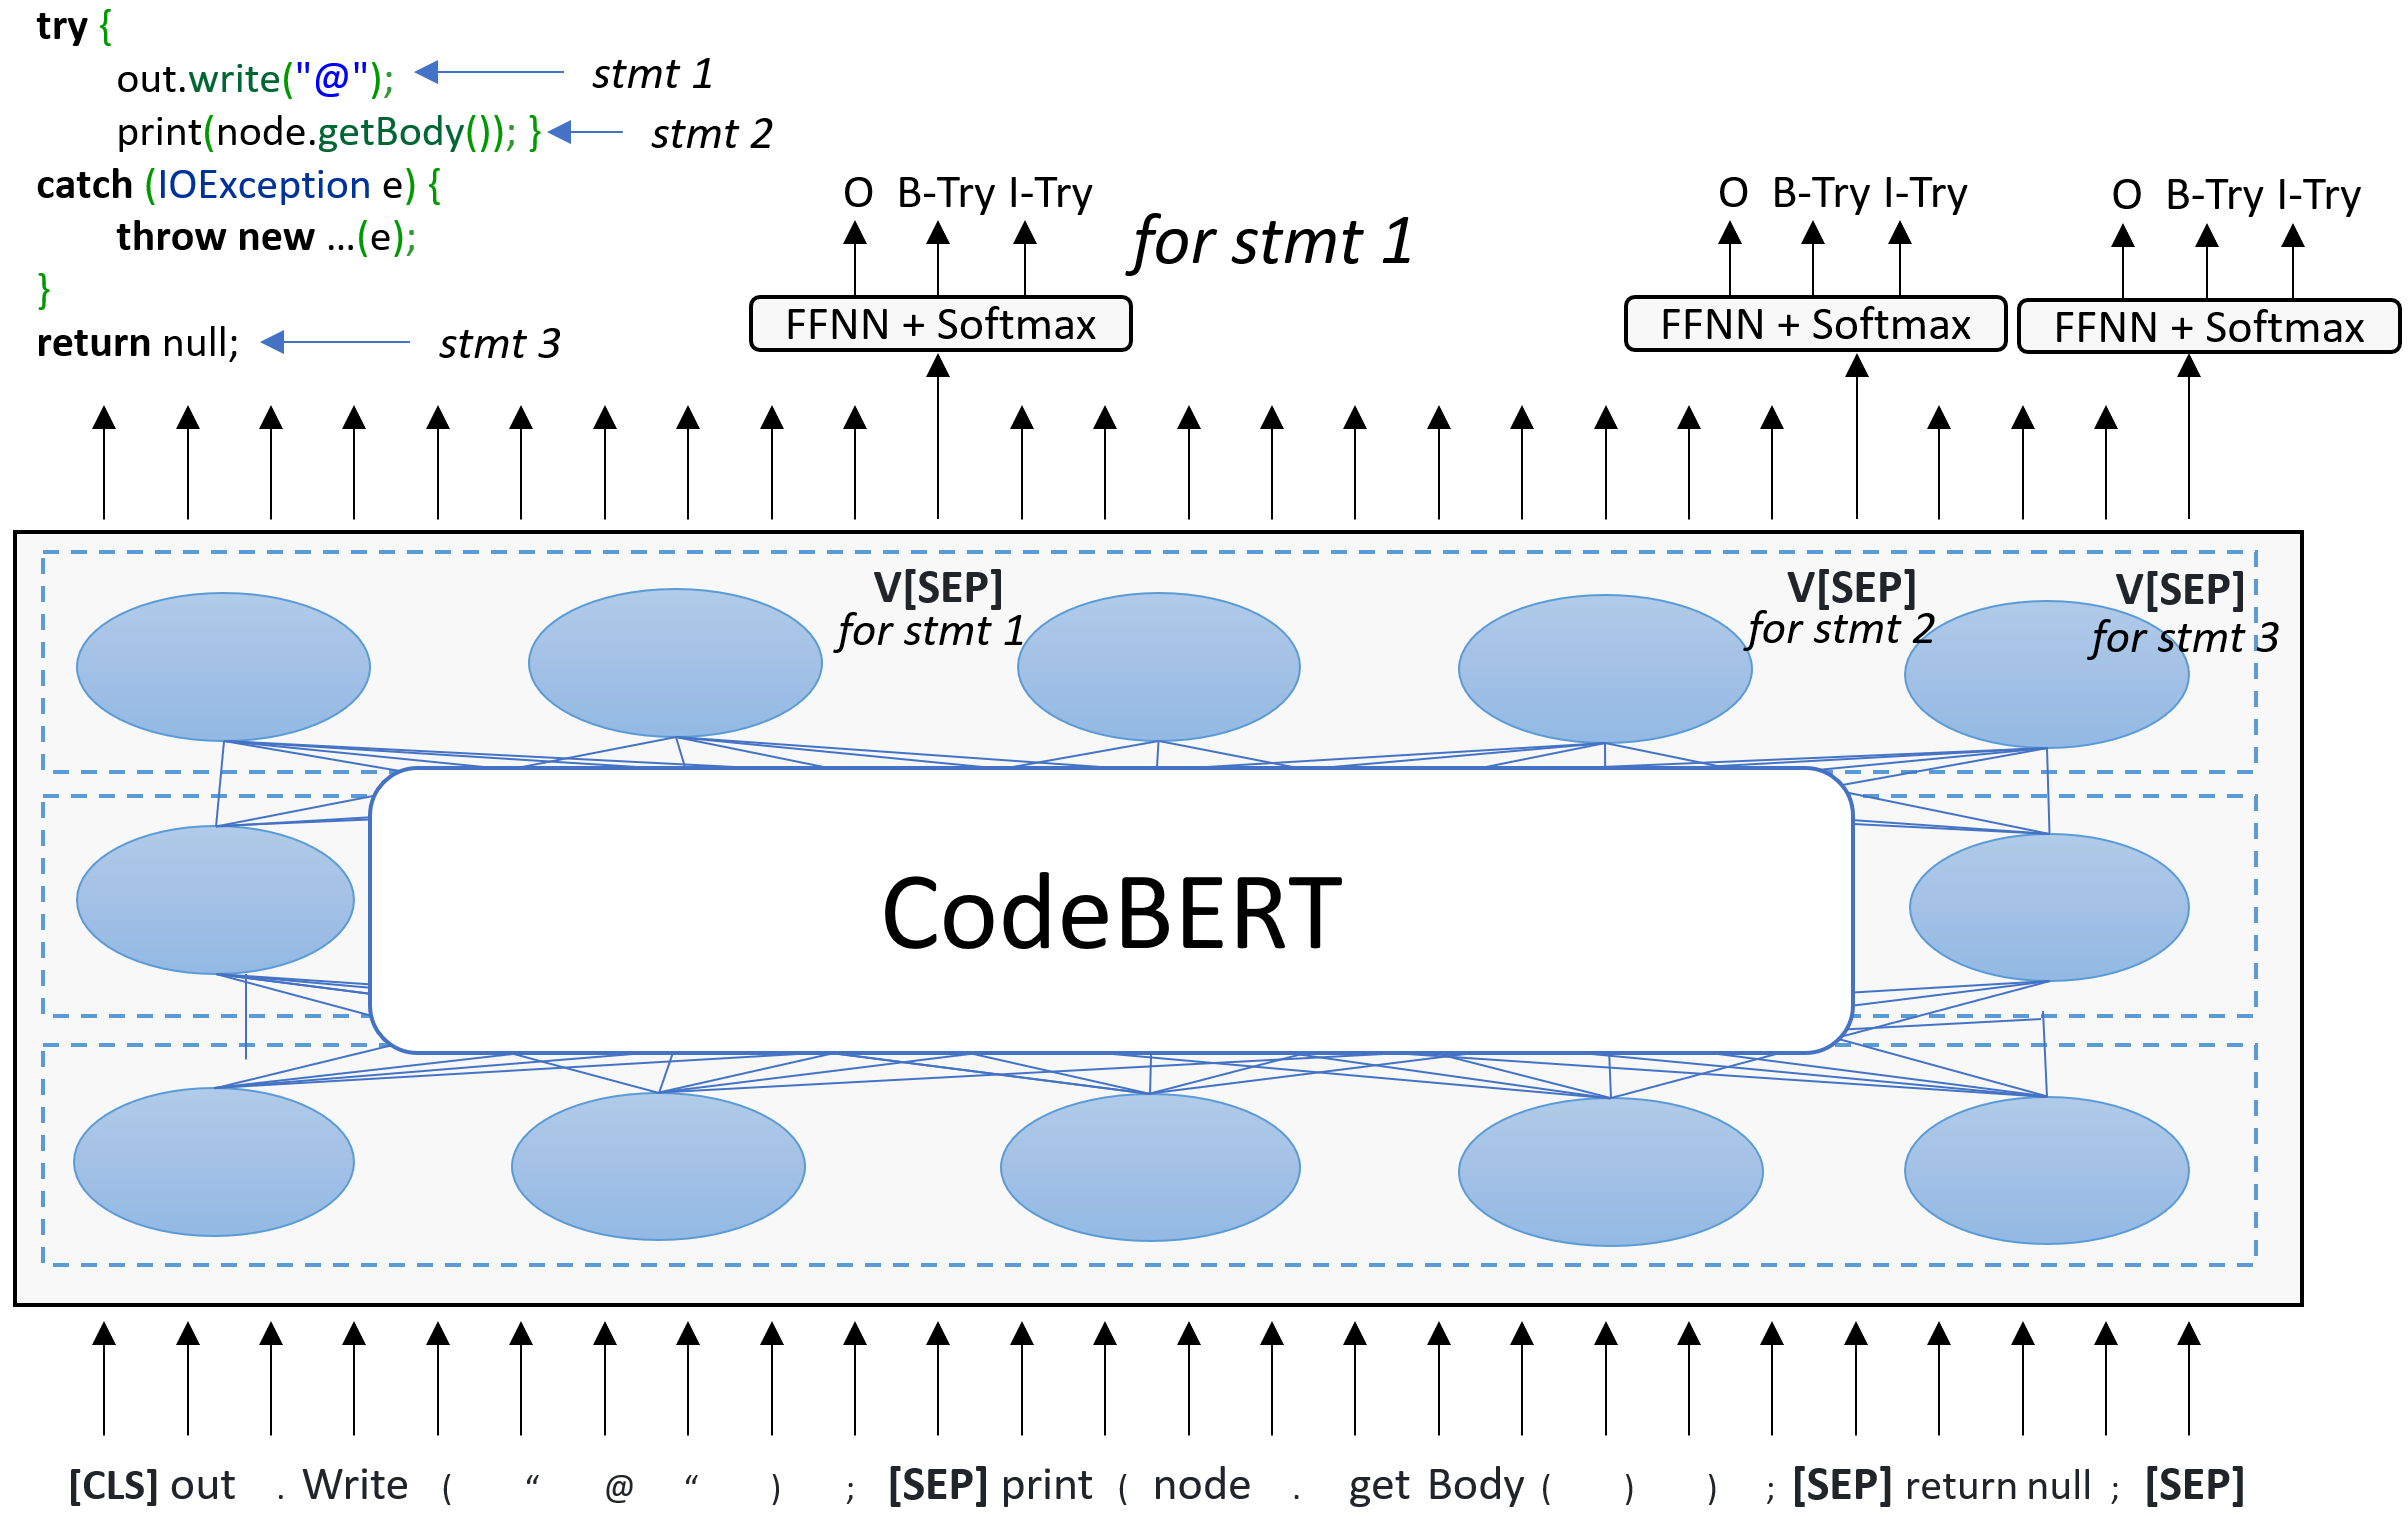 try {
out.write("@");
stmt 1
print(node.getBody()); }
stmt 2
catch (IOException e) {
throw new ...(e);
}
return null;
stmt 3
O B-Try I-Try
for stmt 1
O B-Try I-Try
O B-Try I-Try
FFNN + Softmax
FFNN + Softmax
FFNN + Softmax
V[SEP]
for stmt 1
V[SEP]
for stmt 2
V[SEP]
for stmt 3
CodeBERT
[CLS] out . Write ( “ @ “ ) ; [SEP] print ( node . get Body ( ) ) ; [SEP] return null ; [SEP]